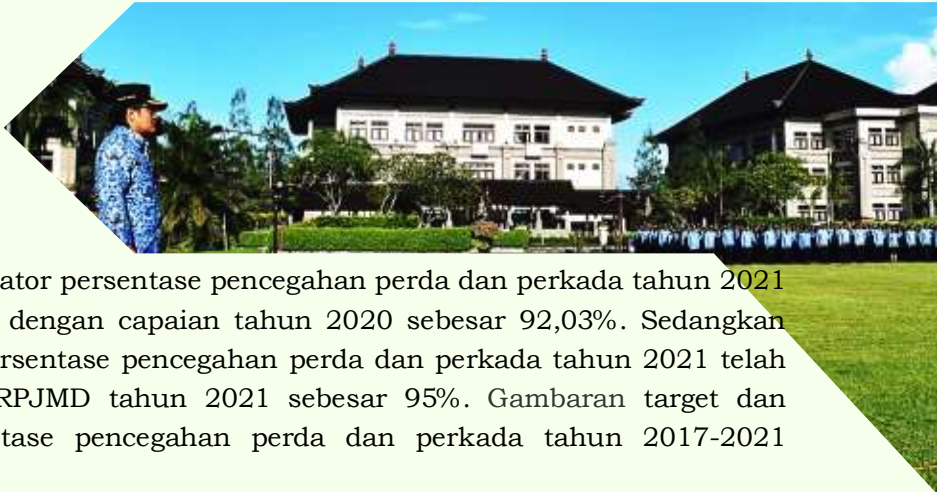 ator persentase pencegahan perda dan perkada tahun 2021
dengan capaian tahun 2020 sebesar 92,03%. Sedangkan
rsentase pencegahan perda dan perkada tahun 2021 telah
RPJMD tahun 2021 sebesar 95%. Gambaran target dan
tase pencegahan perda dan perkada tahun 2017-2021